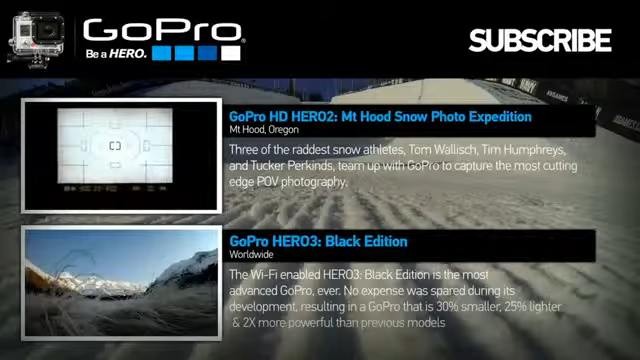 GoPro
Be a HERO.
SUBSCRIBE
GoPro HD HERO2: Mt Hood Snow Photo Expedition
Mt Hood, Oregon
Three of the raddest snow athletes, Tom Wallisch, Tim Humphreys,
and Tucker Perkinds, team up with GoPro to capture the most cutting
edge POV photography.
GoPro HERO3: Black Edition
Worldwide
The Wi-Fi enabled HERO3: Black Edition is the most
advanced GoPro, ever. No expense was spared during its
development, resulting in a GoPro that is 30% smaller, 25% lighter
& 2X more powerful than previous models